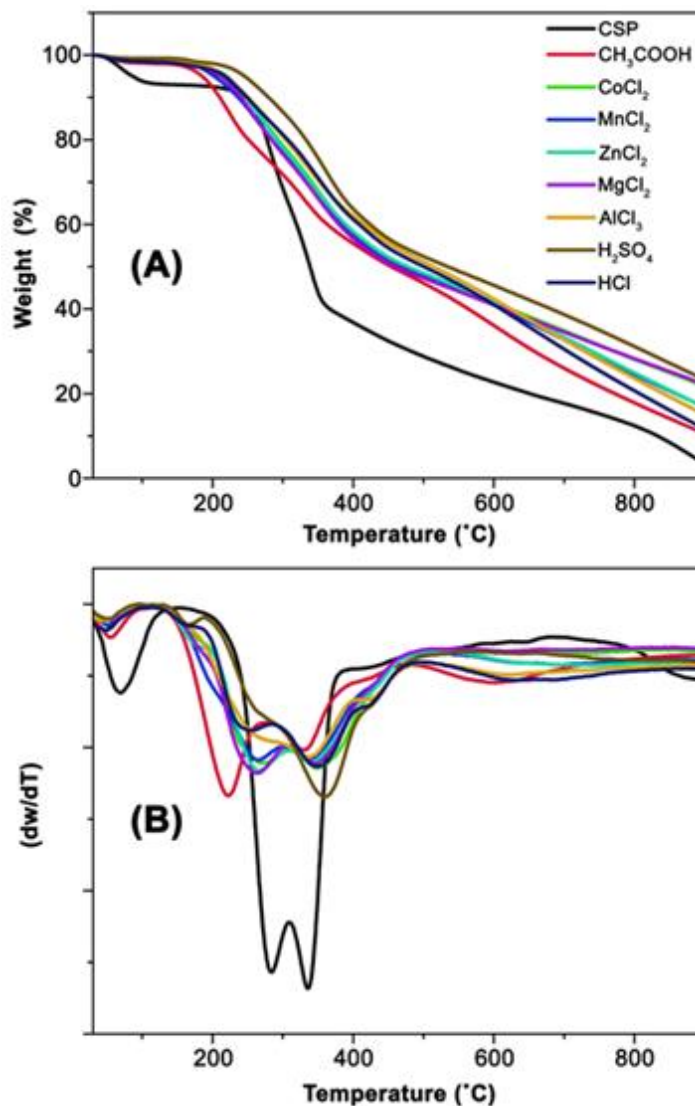 100
80
60
40
20
0
Weight (%)
(A)
CSP
CH₃COOH
CoCl₂
MnCl₂
ZnCl₂
MgCl₂
AlCl₃
H₂SO₄
HCl
200 400 600 800
Temperature (˚C)
(dw/dT)
(B)
200 400 600 800
Temperature (˚C)